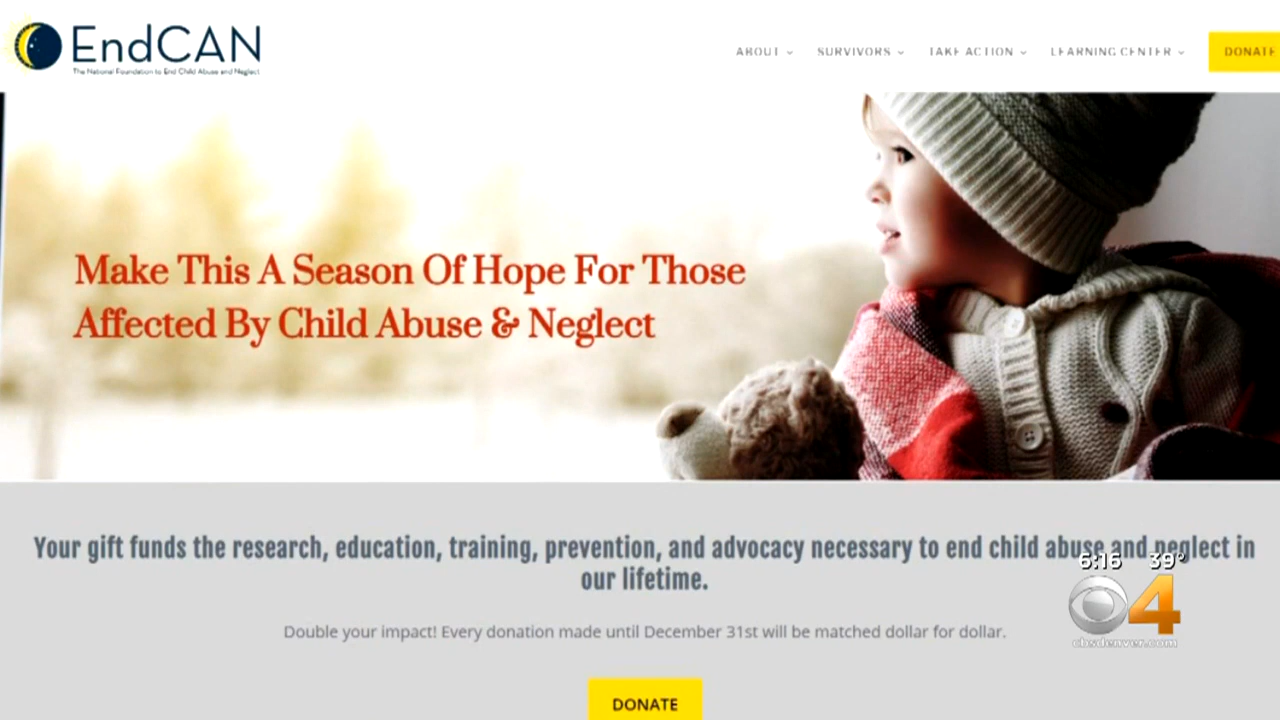 EndCAN
The National Foundation to End Child Abuse and Neglect
ABOUT
SURVIVORS
TAKE ACTION
LEARNING CENTER
DONATE
Make This A Season Of Hope For Those
Affected By Child Abuse & Neglect
Your gift funds the research, education, training, prevention, and advocacy necessary to end child abuse and neglect in
our lifetime.
6:16 39°
4
cbsdenver.com
Double your impact! Every donation made until December 31st will be matched dollar for dollar.
DONATE